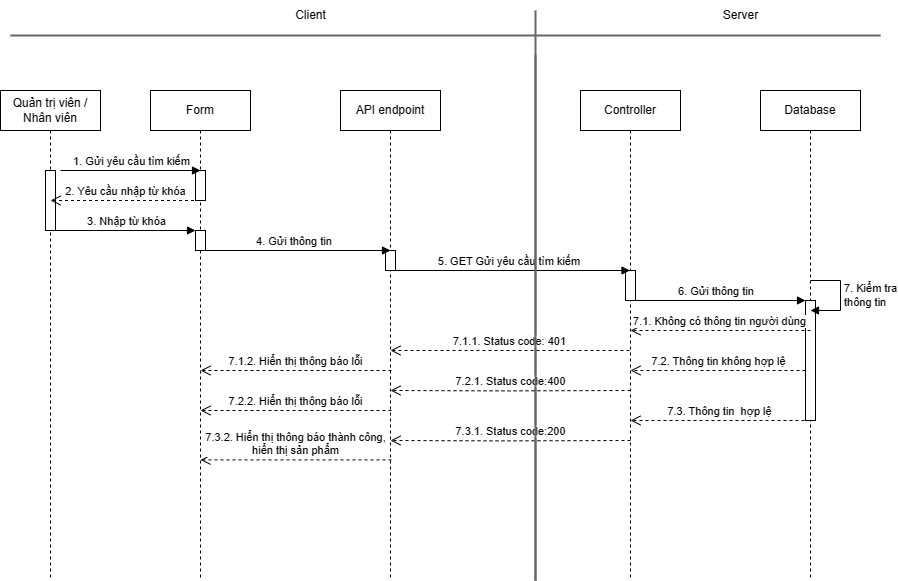 Client
Server
Quản trị viên /
Nhân viên
Form
API endpoint
Controller
Database
1. Gửi yêu cầu tìm kiếm
2. Yêu cầu nhập từ khóa
3. Nhập từ khóa
4. Gửi thông tin
5. GET Gửi yêu cầu tìm kiếm
6. Gửi thông tin
7. Kiểm tra
thông tin
7.1. Không có thông tin người dùng
7.1.1. Status code: 401
7.1.2. Hiển thị thông báo lỗi
7.2. Thông tin không hợp lệ
7.2.1. Status code:400
7.2.2. Hiển thị thông báo lỗi
7.3. Thông tin hợp lệ
7.3.1. Status code:200
7.3.2. Hiển thị thông báo thành công,
hiển thị sản phẩm